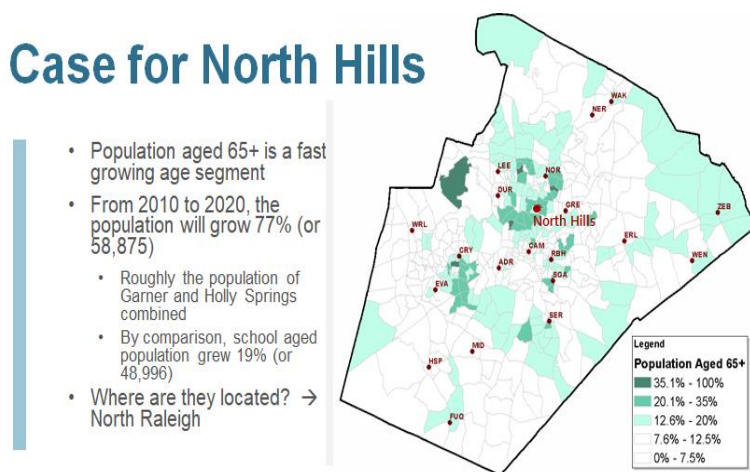 Case for North Hills
• Population aged 65+ is a fast
growing age segment
• From 2010 to 2020, the
population will grow 77% (or
58,875)
• Roughly the population of
Garner and Holly Springs
combined
• By comparison, school aged
population grew 19% (or
48,996)
• Where are they located? →
North Raleigh
WAK
NER
LEE
NOR
DUR
GRE
ZEB
North Hills
WRL
ERL
CRY
CAM
RBH
WEN
ADR
EVA
SGA
SER
MID
HSP
FUQ
Legend
Population Aged 65+
35.1% - 100%
20.1% - 35%
12.6% - 20%
7.6% - 12.5%
0% - 7.5%